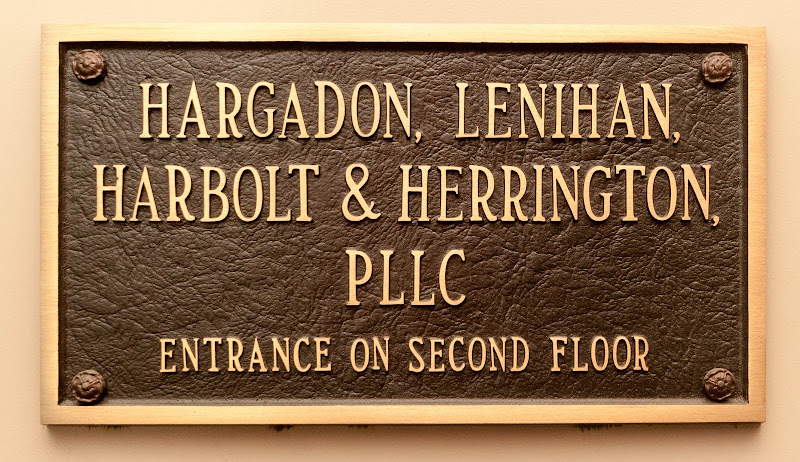 HARGADON, LENIHAN,
HARBOLT & HERRINGTON,
PLLC
ENTRANCE ON SECOND FLOOR